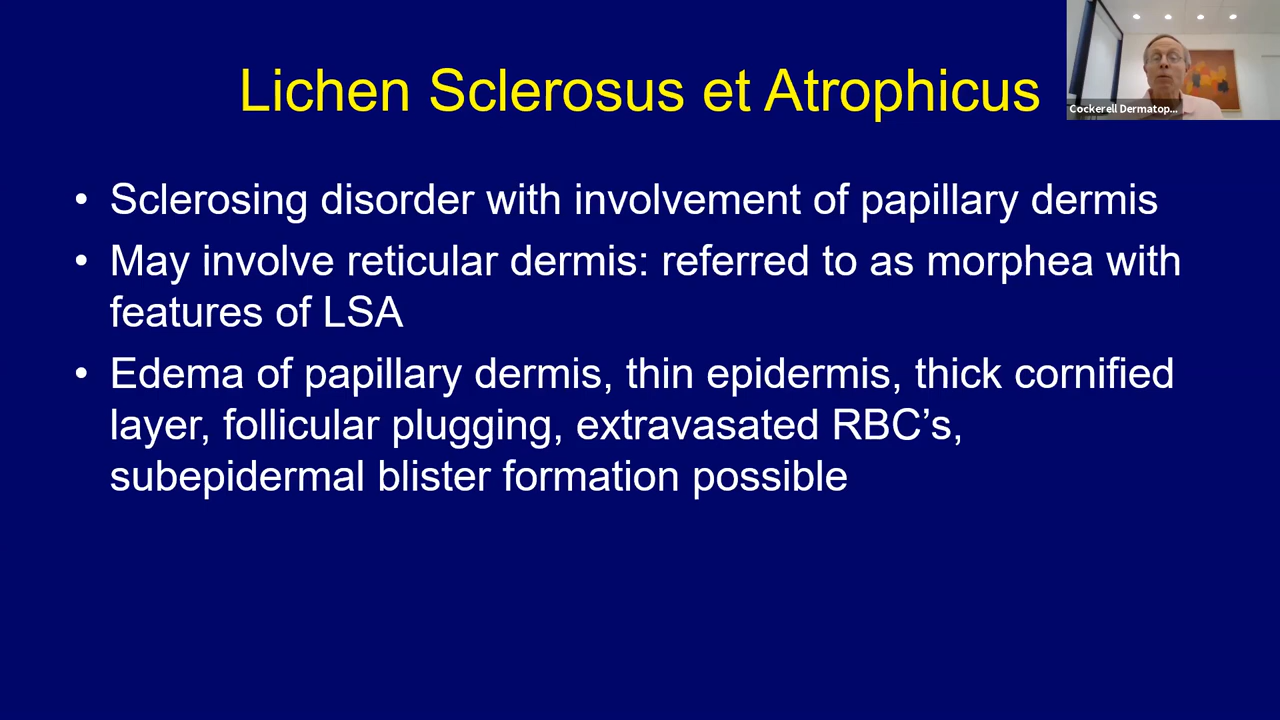 Lichen Sclerosus et Atrophicus
Cockerell Dermatop...
• Sclerosing disorder with involvement of papillary dermis
• May involve reticular dermis: referred to as morphea with
features of LSA
• Edema of papillary dermis, thin epidermis, thick cornified
layer, follicular plugging, extravasated RBC’s,
subepidermal blister formation possible